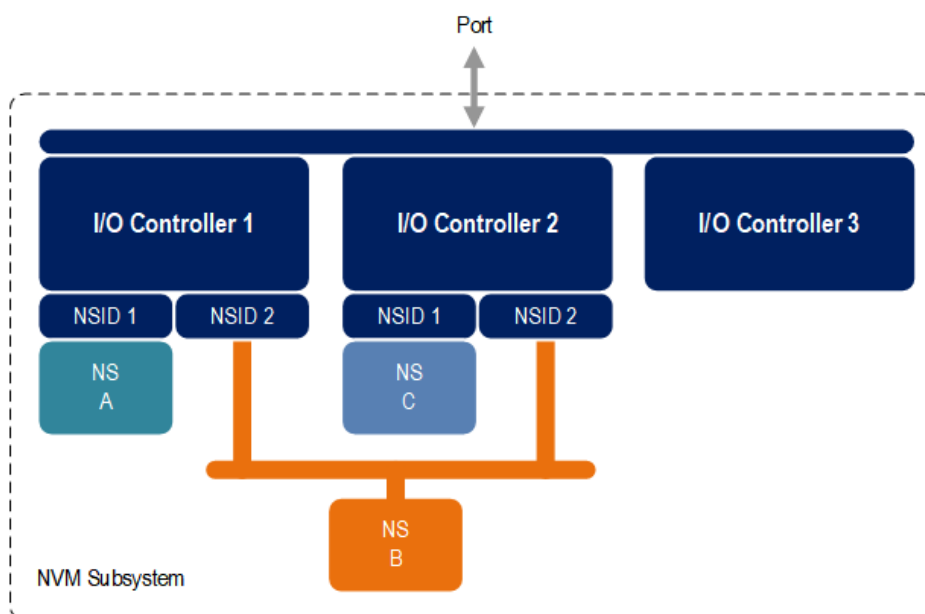 Port
I/O Controller 1
I/O Controller 2
I/O Controller 3
NSID 1
NSID 2
NSID 1
NSID 2
NS
A
NS
C
NS
B
NVM Subsystem